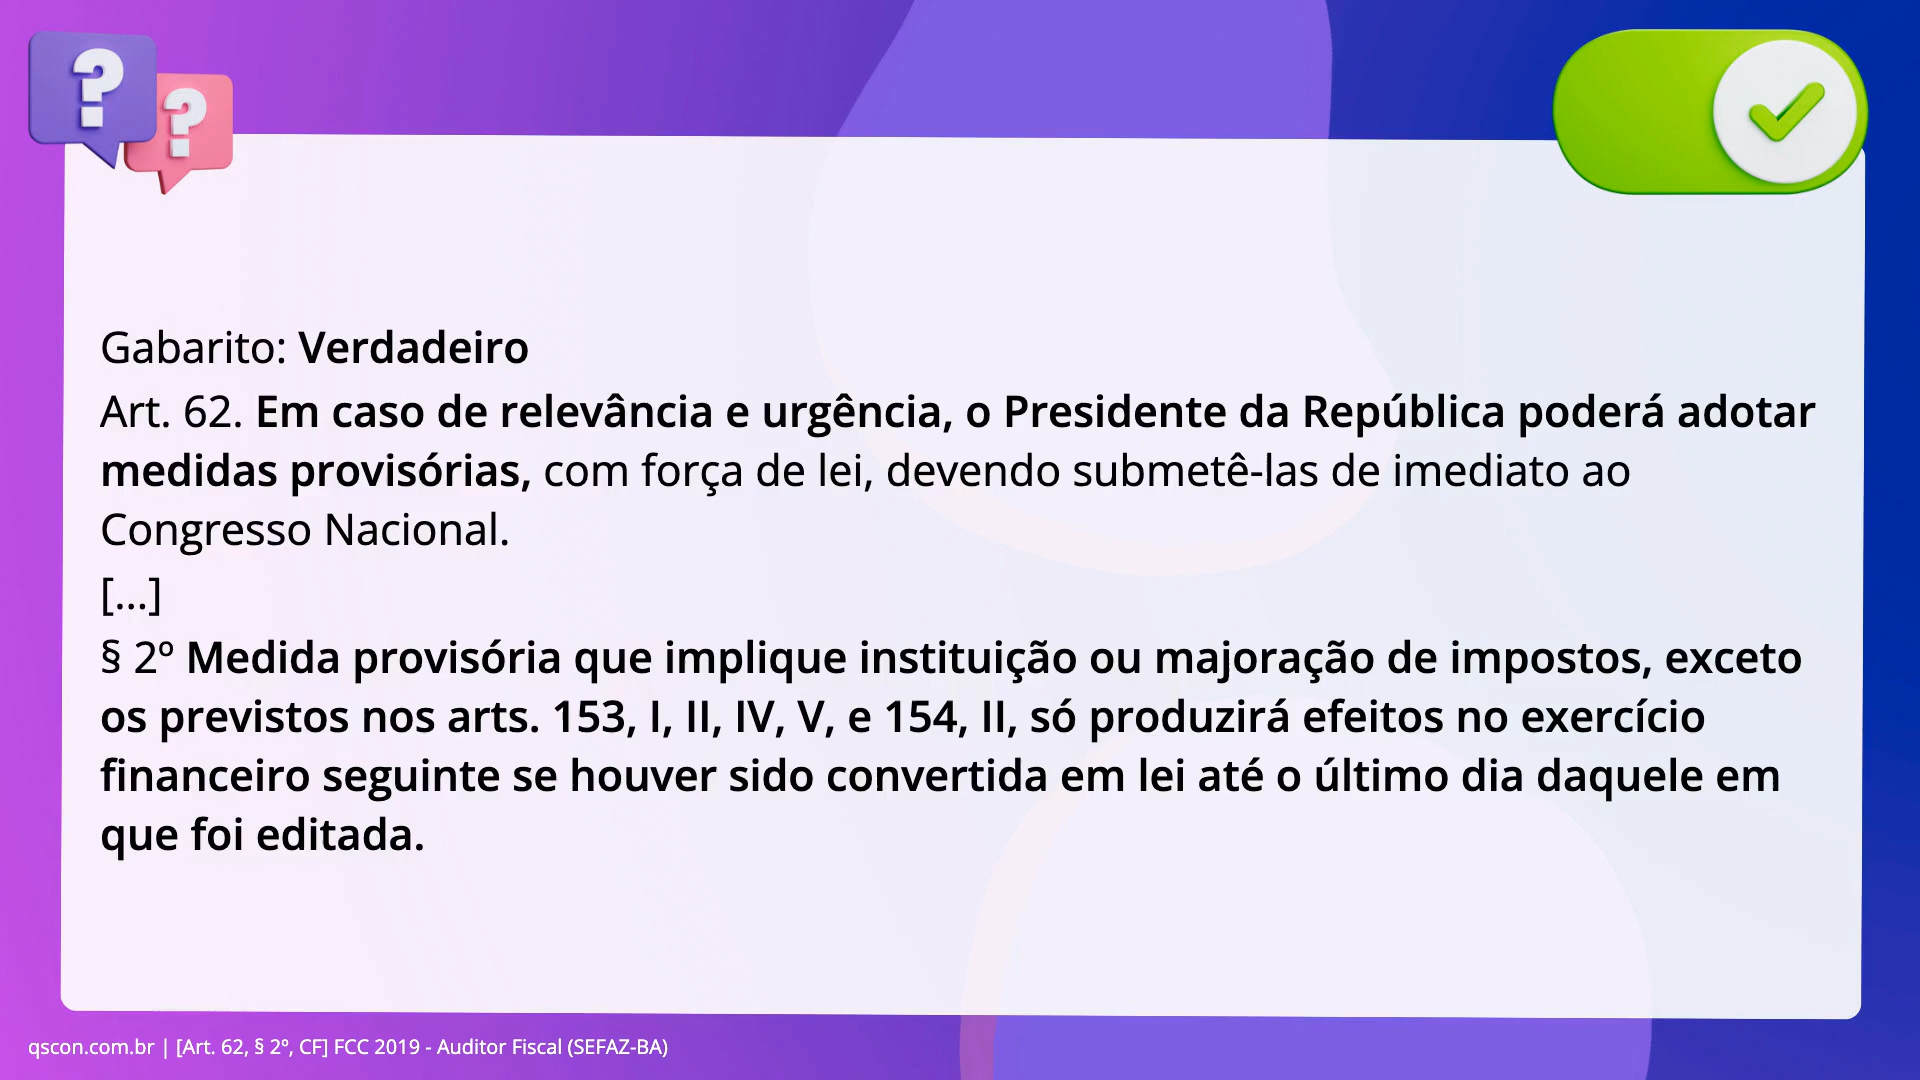 Gabarito: Verdadeiro
Art. 62. Em caso de relevância e urgência, o Presidente da República poderá adotar
medidas provisórias, com força de lei, devendo submetê-las de imediato ao
Congresso Nacional.
[...]
§ 2º Medida provisória que implique instituição ou majoração de impostos, exceto
os previstos nos arts. 153, I, II, IV, V, e 154, II, só produzirá efeitos no exercício
financeiro seguinte se houver sido convertida em lei até o último dia daquele em
que foi editada.
qscon.com.br | [Art. 62, § 2º, CF] FCC 2019 - Auditor Fiscal (SEFAZ-BA)